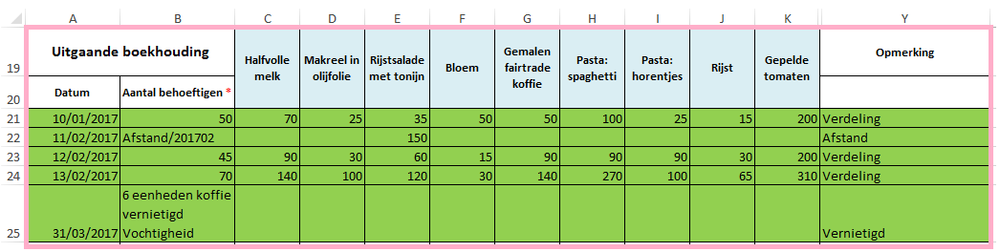 A B C D E F G H I J K Y
19 Uitgaande boekhouding Halfvolle melk Makreel in olijfolie Rijstsalade met tonijn Bloem Gemalen fairtrade koffie Pasta: spaghetti Pasta: horentjes Rijst Gepelde tomaten Opmerking
20 Datum Aantal behoeftigen *
21 10/01/2017 50 70 25 35 50 50 100 25 15 200 Verdeling
22 11/02/2017 Afstand/201702 150 Afstand
23 12/02/2017 45 90 30 60 15 90 90 90 30 200 Verdeling
24 13/02/2017 70 140 100 120 30 140 270 100 65 310 Verdeling
6 eenheden koffie
vernietigd
25 31/03/2017 Vochtigheid Vernietigd